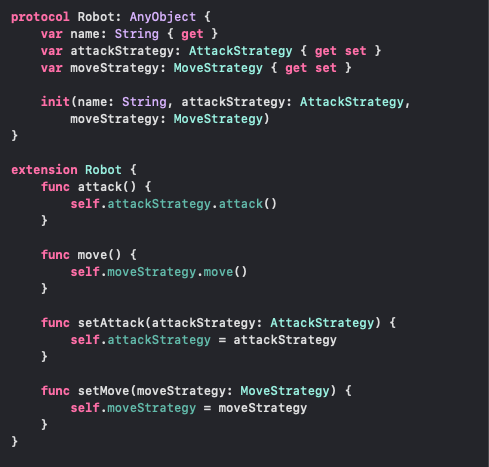 protocol Robot: AnyObject {
    var name: String { get }
    var attackStrategy: AttackStrategy { get set }
    var moveStrategy: MoveStrategy { get set }

    init(name: String, attackStrategy: AttackStrategy,
        moveStrategy: MoveStrategy)
}

extension Robot {
    func attack() {
        self.attackStrategy.attack()
    }

    func move() {
        self.moveStrategy.move()
    }

    func setAttack(attackStrategy: AttackStrategy) {
        self.attackStrategy = attackStrategy
    }

    func setMove(moveStrategy: MoveStrategy) {
        self.moveStrategy = moveStrategy
    }
}